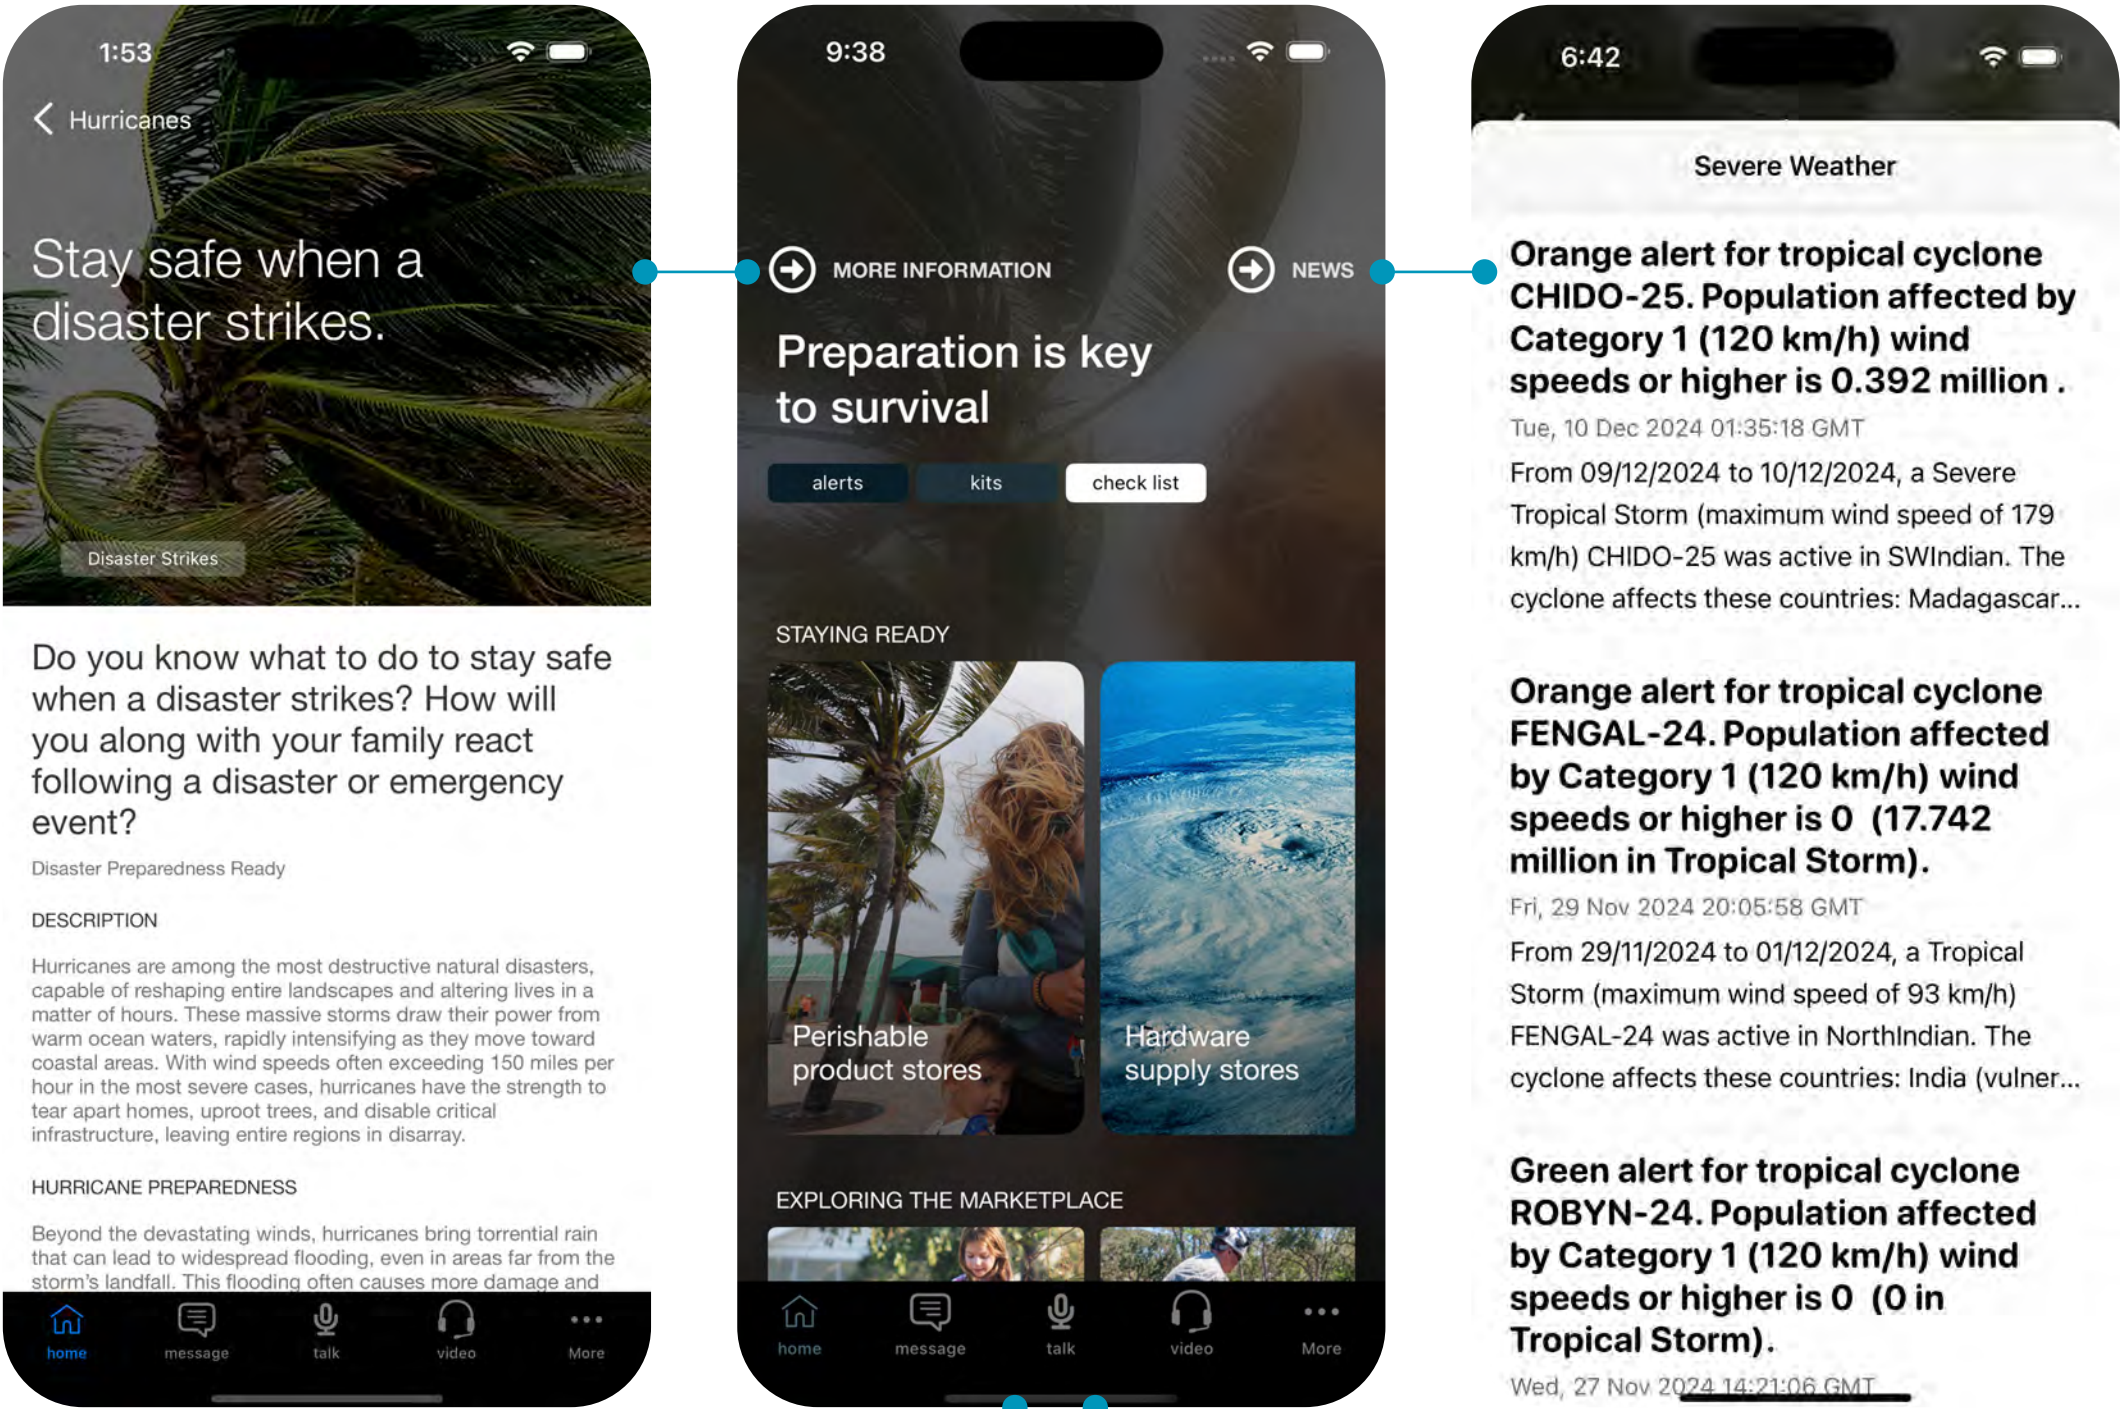 1:53
Hurricanes
Stay safe when a
disaster strikes.
Disaster Strikes
Do you know what to do to stay safe
when a disaster strikes? How will
you along with your family react
following a disaster or emergency
event?
Disaster Preparedness Ready
DESCRIPTION
Hurricanes are among the most destructive natural disasters,
capable of reshaping entire landscapes and altering lives in a
matter of hours. These massive storms draw their power from
warm ocean waters, rapidly intensifying as they move toward
coastal areas. With wind speeds often exceeding 150 miles per
hour in the most severe cases, hurricanes have the strength to
tear apart homes, uproot trees, and disable critical
infrastructure, leaving entire regions in disarray.
HURRICANE PREPAREDNESS
Beyond the devastating winds, hurricanes bring torrential rain
that can lead to widespread flooding, even in areas far from the
storm's landfall. This flooding often causes more damage and
home message talk video More
9:38
MORE INFORMATION NEWS
Preparation is key
to survival
alerts kits check list
STAYING READY
Perishable
product stores
Hardware
supply stores
EXPLORING THE MARKETPLACE
home message talk video More
6:42
Severe Weather
Orange alert for tropical cyclone
CHIDO-25. Population affected by
Category 1 (120 km/h) wind
speeds or higher is 0.392 million .
Tue, 10 Dec 2024 01:35:18 GMT
From 09/12/2024 to 10/12/2024, a Severe
Tropical Storm (maximum wind speed of 179
km/h) CHIDO-25 was active in SWIndian. The
cyclone affects these countries: Madagascar...
Orange alert for tropical cyclone
FENGAL-24. Population affected
by Category 1 (120 km/h) wind
speeds or higher is 0 (17.742
million in Tropical Storm).
Fri, 29 Nov 2024 20:05:58 GMT
From 29/11/2024 to 01/12/2024, a Tropical
Storm (maximum wind speed of 93 km/h)
FENGAL-24 was active in NorthIndian. The
cyclone affects these countries: India (vulner...
Green alert for tropical cyclone
ROBYN-24. Population affected
by Category 1 (120 km/h) wind
speeds or higher is 0 (0 in
Tropical Storm).
Wed, 27 Nov 2024 14:21:06 GMT